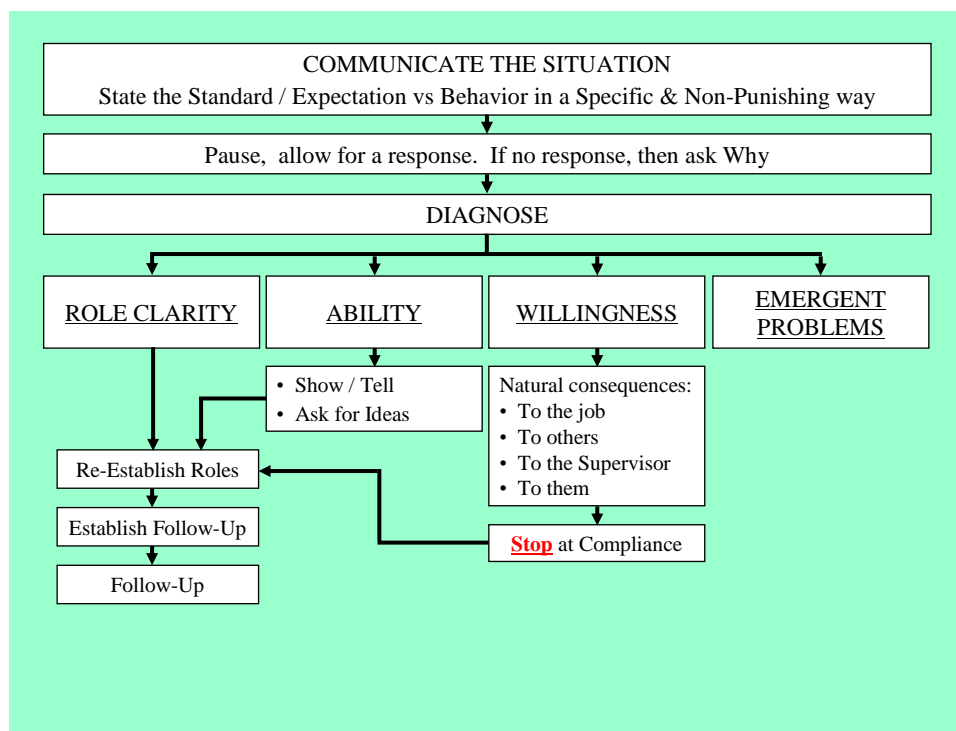 COMMUNICATE THE SITUATION
State the Standard / Expectation vs Behavior in a Specific & Non-Punishing way
Pause, allow for a response. If no response, then ask Why
DIAGNOSE
ROLE CLARITY
ABILITY
WILLINGNESS
EMERGENT
PROBLEMS
• Show / Tell
• Ask for Ideas
Natural consequences:
• To the job
• To others
• To the Supervisor
• To them
Re-Establish Roles
Establish Follow-Up
Follow-Up
Stop at Compliance